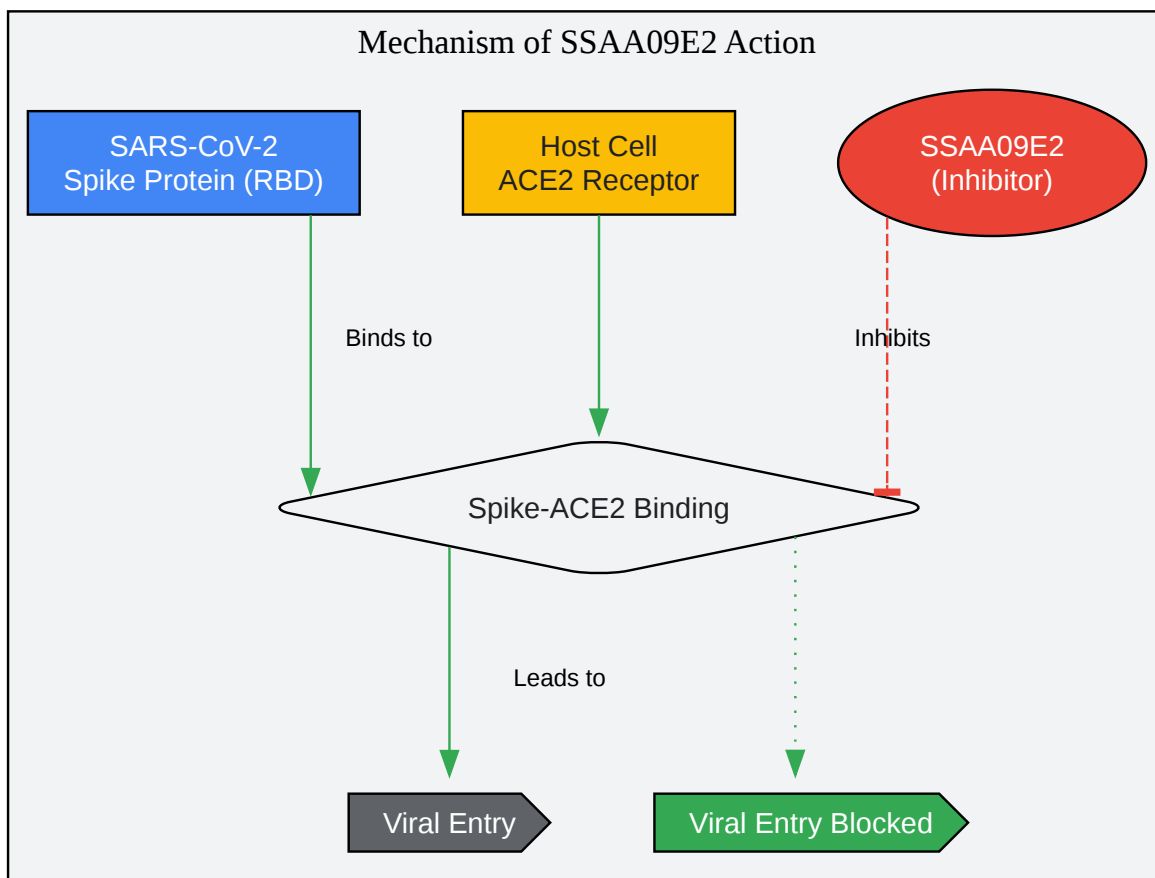 Mechanism of SSAA09E2 Action
SARS-CoV-2
Spike Protein (RBD)
Host Cell
ACE2 Receptor
SSAA09E2
(Inhibitor)
Binds to
Inhibits
Spike-ACE2 Binding
Leads to
Viral Entry
Viral Entry Blocked